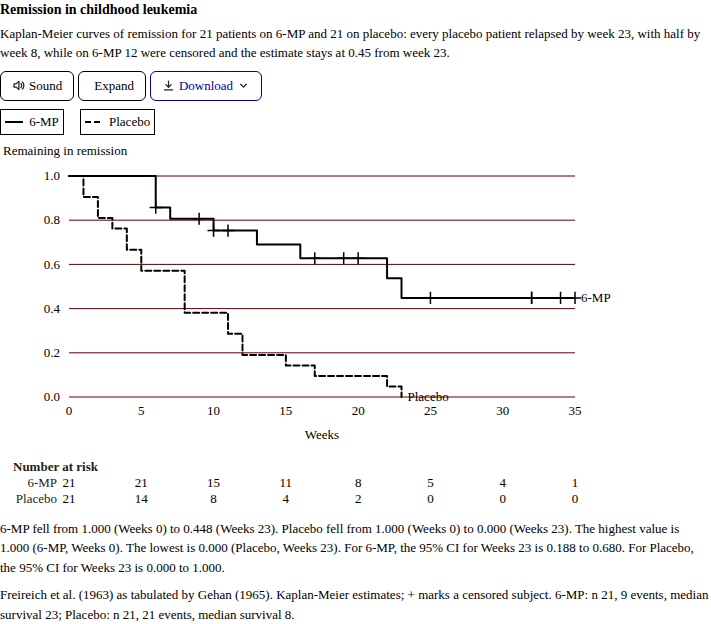 Remission in childhood leukemia
Kaplan-Meier curves of remission for 21 patients on 6-MP and 21 on placebo: every placebo patient relapsed by week 23, with half by
week 8, while on 6-MP 12 were censored and the estimate stays at 0.45 from week 23.
Sound Expand Download
6-MP Placebo
Remaining in remission
1.0
0.8
0.6
0.4
0.2
0.0
6-MP
Placebo
0 5 10 15 20 25 30 35
Weeks
Number at risk
6-MP 21 21 15 11 8 5 4 1
Placebo 21 14 8 4 2 0 0 0
6-MP fell from 1.000 (Weeks 0) to 0.448 (Weeks 23). Placebo fell from 1.000 (Weeks 0) to 0.000 (Weeks 23). The highest value is
1.000 (6-MP, Weeks 0). The lowest is 0.000 (Placebo, Weeks 23). For 6-MP, the 95% CI for Weeks 23 is 0.188 to 0.680. For Placebo,
the 95% CI for Weeks 23 is 0.000 to 1.000.
Freireich et al. (1963) as tabulated by Gehan (1965). Kaplan-Meier estimates; + marks a censored subject. 6-MP: n 21, 9 events, median
survival 23; Placebo: n 21, 21 events, median survival 8.